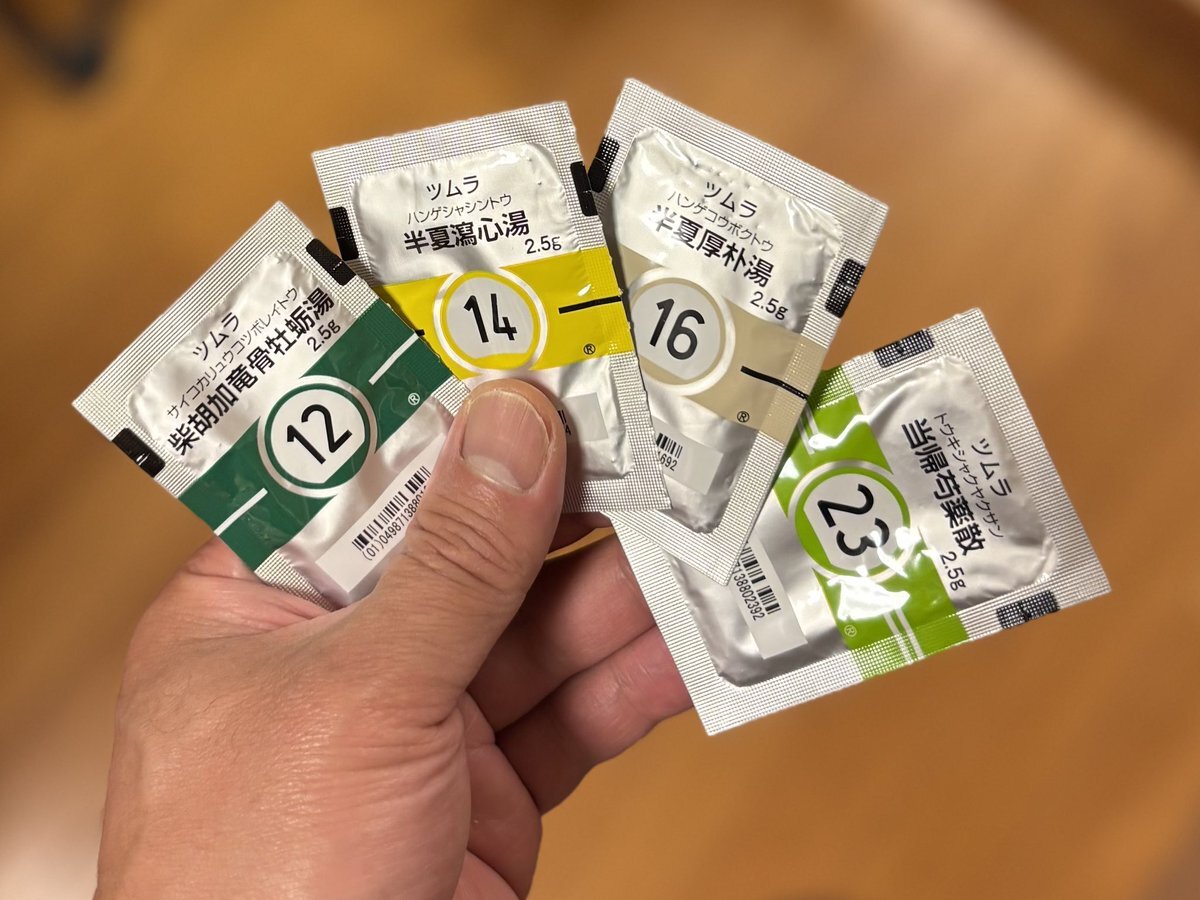 ツムラ
サイコカリュウコツボレイトウ
柴胡加竜骨牡蛎湯
2.5g
12
®
(01)0498713880
ツムラ
ハンゲシャシントウ
半夏瀉心湯
2.5g
14
®
ツムラ
ハンゲコウボクトウ
半夏厚朴湯
2.5g
16
®
692
ツムラ
トウキシャクヤクサン
当帰芍薬散
2.5g
23
®
7138802392